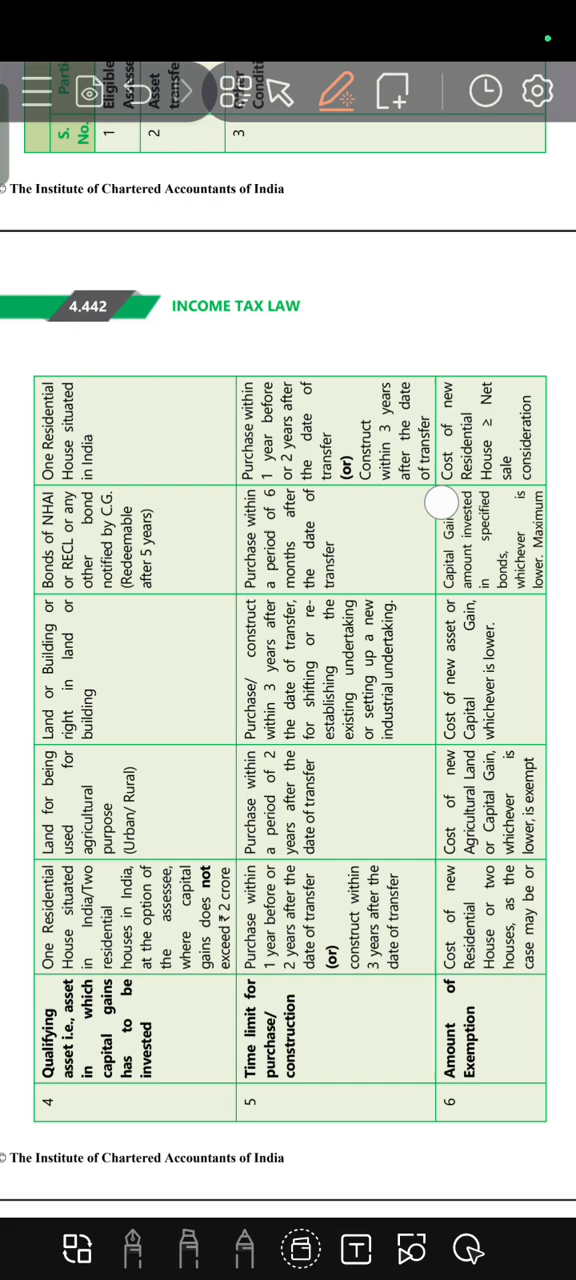 S. No.
Parti
1
Eligible
Assesse
2
Asset
transfe
3
Conditi
© The Institute of Chartered Accountants of India
4.442
INCOME TAX LAW
4
Qualifying
asset i.e., asset
in which
capital gains
has to be
invested
One Residential
House situated
in India/Two
residential
houses in India,
at the option of
the assessee,
where capital
gains does not
exceed ₹ 2 crore
Land for being
used for
agricultural
purpose
(Urban/ Rural)
Land or Building or
right in land or
building
Bonds of NHAI
or RECL or any
other bond
notified by C.G.
(Redeemable
after 5 years)
One Residential
House situated
in India
5
Time limit for
purchase/
construction
Purchase within
1 year before or
2 years after the
date of transfer
(or)
construct within
3 years after the
date of transfer
Purchase within
a period of 2
years after the
date of transfer
Purchase/ construct
within 3 years after
the date of transfer,
for shifting or re-
establishing the
existing undertaking
or setting up a new
industrial undertaking.
Purchase within
a period of 6
months after
the date of
transfer
Purchase within
1 year before
or 2 years after
the date of
transfer
(or)
Construct
within 3 years
after the date
of transfer
6
Amount of
Exemption
Cost of new
Residential
House or two
houses, as the
case may be or
Cost of new
Agricultural Land
or Capital Gain,
whichever is
lower, is exempt
Cost of new asset or
Capital Gain,
whichever is lower.
Capital Gai
amount invested
in specified
bonds,
whichever is
lower. Maximum
Cost of new
Residential
House ≥ Net
sale
consideration
© The Institute of Chartered Accountants of India